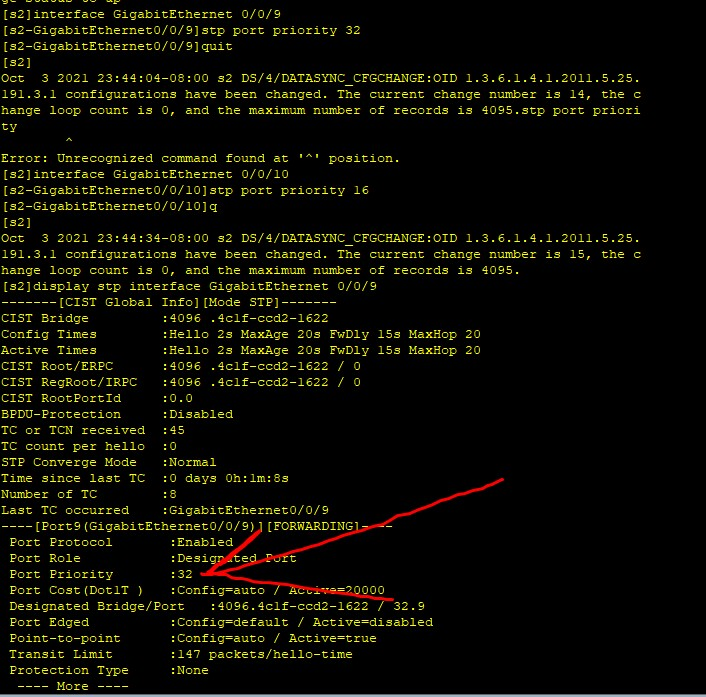 [s2]interface GigabitEthernet 0/0/9
[s2-GigabitEthernet0/0/9]stp port priority 32
[s2-GigabitEthernet0/0/9]quit
[s2]
Oct  3 2021 23:44:04-08:00 s2 DS/4/DATASYNC_CFGCHANGE:OID 1.3.6.1.4.1.2011.5.25.
191.3.1 configurations have been changed. The current change number is 14, the c
hange loop count is 0, and the maximum number of records is 4095.stp port priori
ty
        ^
Error: Unrecognized command found at '^' position.
[s2]interface GigabitEthernet 0/0/10
[s2-GigabitEthernet0/0/10]stp port priority 16
[s2-GigabitEthernet0/0/10]q
[s2]
Oct  3 2021 23:44:34-08:00 s2 DS/4/DATASYNC_CFGCHANGE:OID 1.3.6.1.4.1.2011.5.25.
191.3.1 configurations have been changed. The current change number is 15, the c
hange loop count is 0, and the maximum number of records is 4095.
[s2]display stp interface GigabitEthernet 0/0/9
-------[CIST Global Info][Mode STP]-------
CIST Bridge         :4096 .4c1f-ccd2-1622
Config Times        :Hello 2s MaxAge 20s FwDly 15s MaxHop 20
Active Times        :Hello 2s MaxAge 20s FwDly 15s MaxHop 20
CIST Root/ERPC      :4096 .4c1f-ccd2-1622 / 0
CIST RegRoot/IRPC   :4096 .4c1f-ccd2-1622 / 0
CIST RootPortId     :0.0
BPDU-Protection     :Disabled
TC or TCN received  :45
TC count per hello  :0
STP Converge Mode   :Normal
Time since last TC  :0 days 0h:1m:8s
Number of TC        :8
Last TC occurred    :GigabitEthernet0/0/9
----[Port9(GigabitEthernet0/0/9)][FORWARDING]----
 Port Protocol       :Enabled
 Port Role           :Designated Port
 Port Priority       :32
 Port Cost(Dot1T )   :Config=auto / Active=20000
 Designated Bridge/Port   :4096.4c1f-ccd2-1622 / 32.9
 Port Edged          :Config=default / Active=disabled
 Point-to-point      :Config=auto / Active=true
 Transit Limit       :147 packets/hello-time
 Protection Type     :None
  ---- More ----